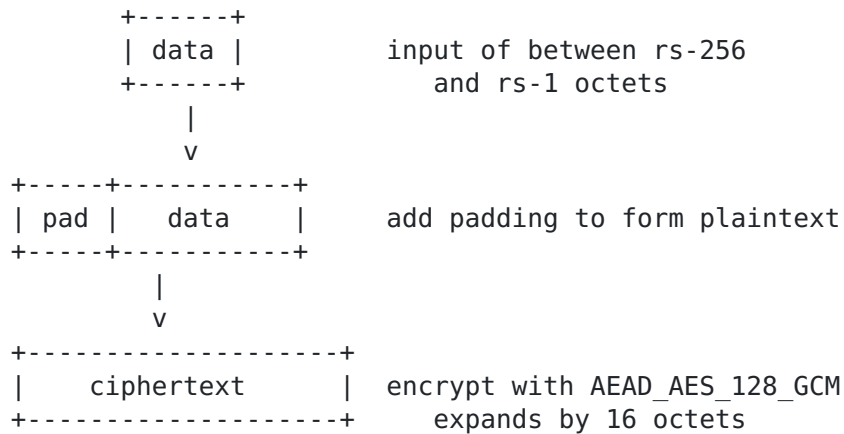 +------+
| data |         input of between rs-256
+------+            and rs-1 octets
|
v
+-----+-----------+
| pad |   data    |     add padding to form plaintext
+-----+-----------+
|
v
+--------------------+
|    ciphertext      |  encrypt with AEAD_AES_128_GCM
+--------------------+     expands by 16 octets